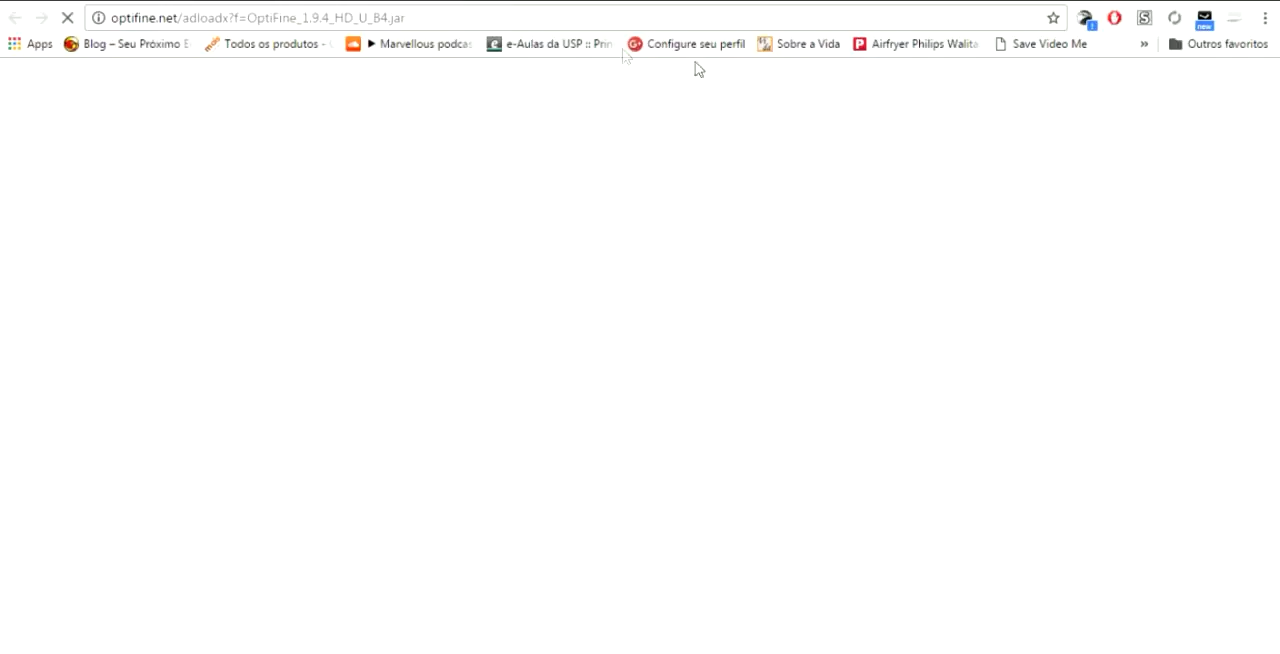 optifine.net/adloadx?f=OptiFine_1.9.4_HD_U_B4.jar
Apps Blog – Seu Próximo E Todos os produtos - ► Marvellous podcas e-Aulas da USP :: Prin Configure seu perfil Sobre a Vida Airfryer Philips Walita Save Video Me » Outros favoritos
new